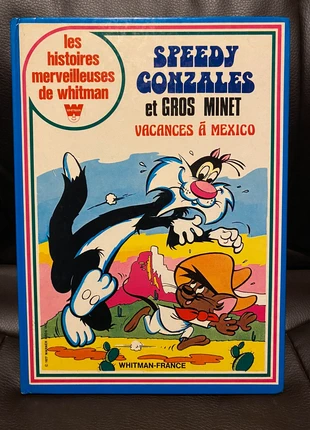 les
histoires
merveilleuses
de whitman
W
SPEEDY
GONZALES
et GROS MINET
VACANCES à MEXICO
WHITMAN-FRANCE